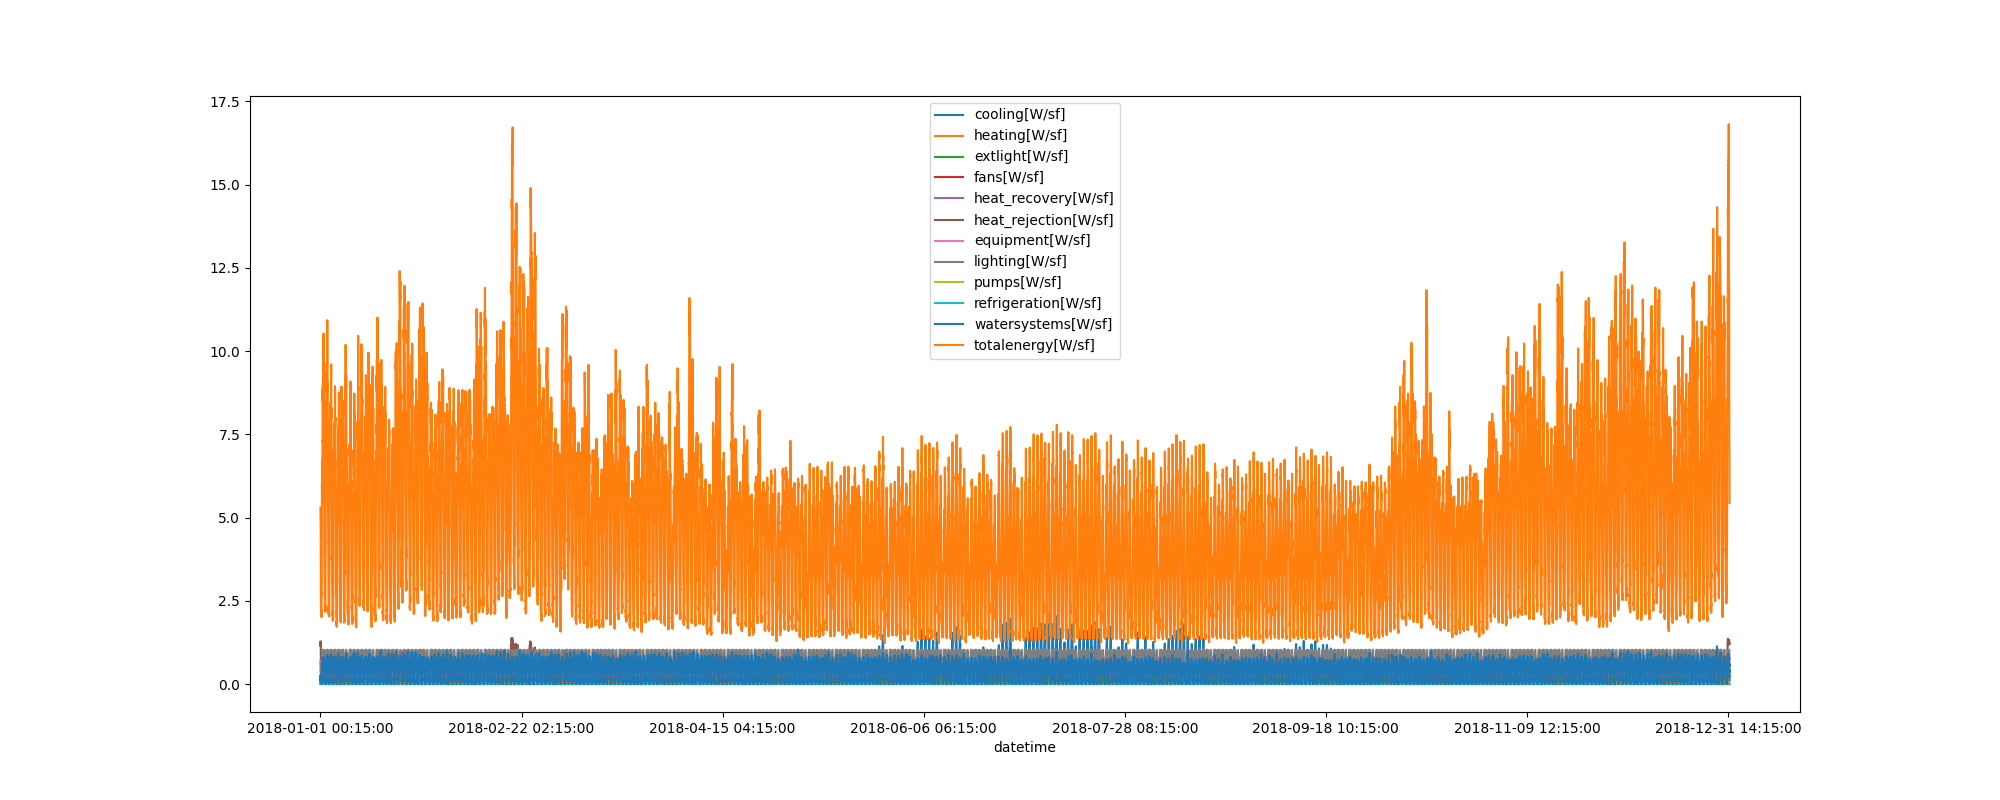 17.5
15.0
12.5
10.0
7.5
5.0
2.5
0.0
cooling[W/sf]
heating[W/sf]
extlight[W/sf]
fans[W/sf]
heat_recovery[W/sf]
heat_rejection[W/sf]
equipment[W/sf]
lighting[W/sf]
pumps[W/sf]
refrigeration[W/sf]
watersystems[W/sf]
totalenergy[W/sf]
2018-01-01 00:15:00 2018-02-22 02:15:00 2018-04-15 04:15:00 2018-06-06 06:15:00 2018-07-28 08:15:00 2018-09-18 10:15:00 2018-11-09 12:15:00 2018-12-31 14:15:00
datetime